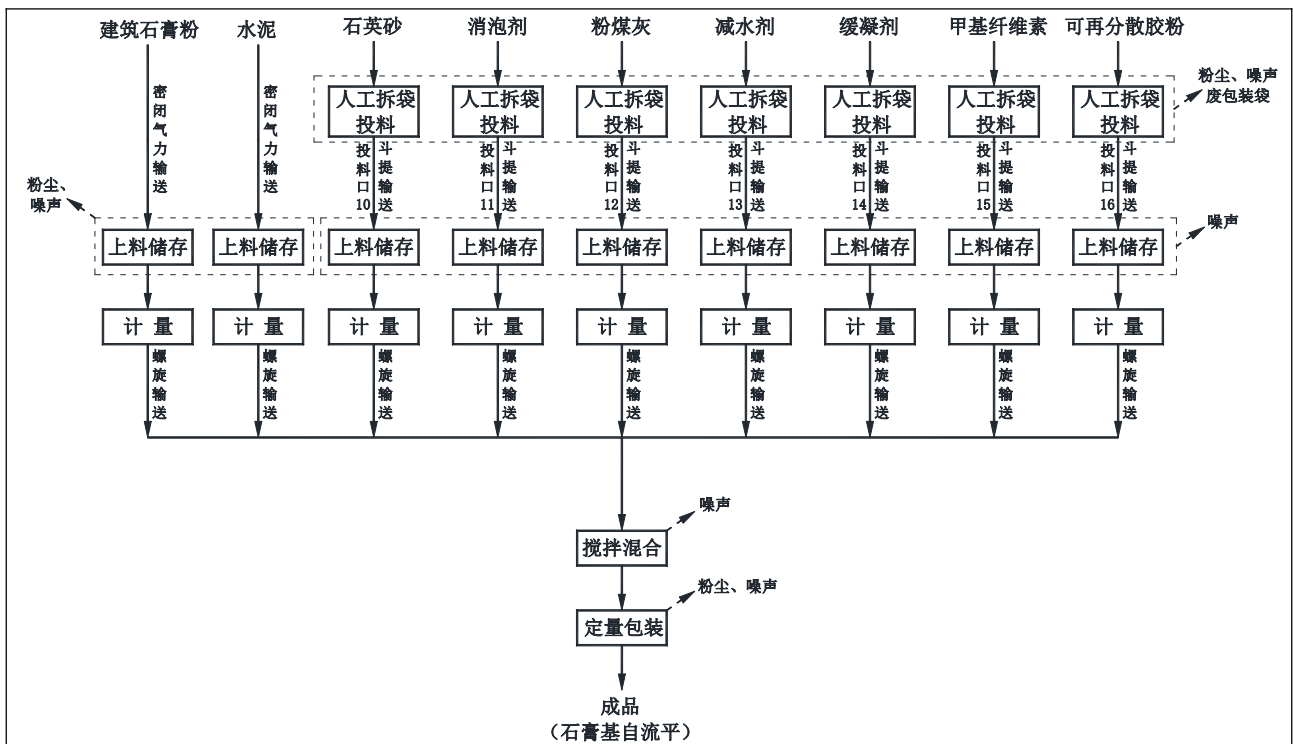 建筑石膏粉 水泥 石英砂 消泡剂 粉煤灰 减水剂 缓凝剂 甲基纤维素 可再分散胶粉
密闭气力输送 密闭气力输送
人工拆袋投料 人工拆袋投料 人工拆袋投料 人工拆袋投料 人工拆袋投料 人工拆袋投料 人工拆袋投料
粉尘、噪声
废包装袋
投料口10 斗提输送 投料口11 斗提输送 投料口12 斗提输送 投料口13 斗提输送 投料口14 斗提输送 投料口15 斗提输送 投料口16 斗提输送
粉尘、
噪声
噪声
上料储存 上料储存 上料储存 上料储存 上料储存 上料储存 上料储存 上料储存 上料储存
计 量 计 量 计 量 计 量 计 量 计 量 计 量 计 量 计 量
螺旋输送 螺旋输送 螺旋输送 螺旋输送 螺旋输送 螺旋输送 螺旋输送 螺旋输送 螺旋输送
噪声
搅拌混合
粉尘、噪声
定量包装
成品
（石膏基自流平）